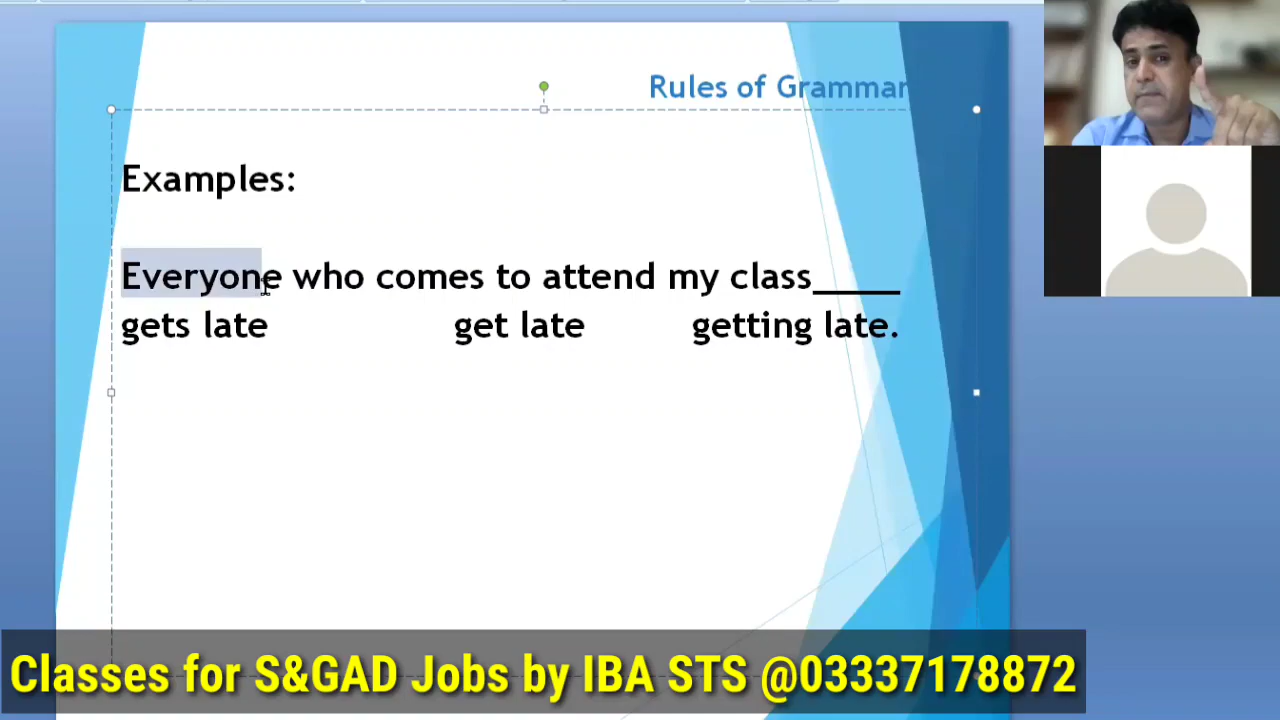 Rules of Grammar
Examples:
Everyone who comes to attend my class_____
gets late get late getting late.
Classes for S&GAD Jobs by IBA STS @03337178872